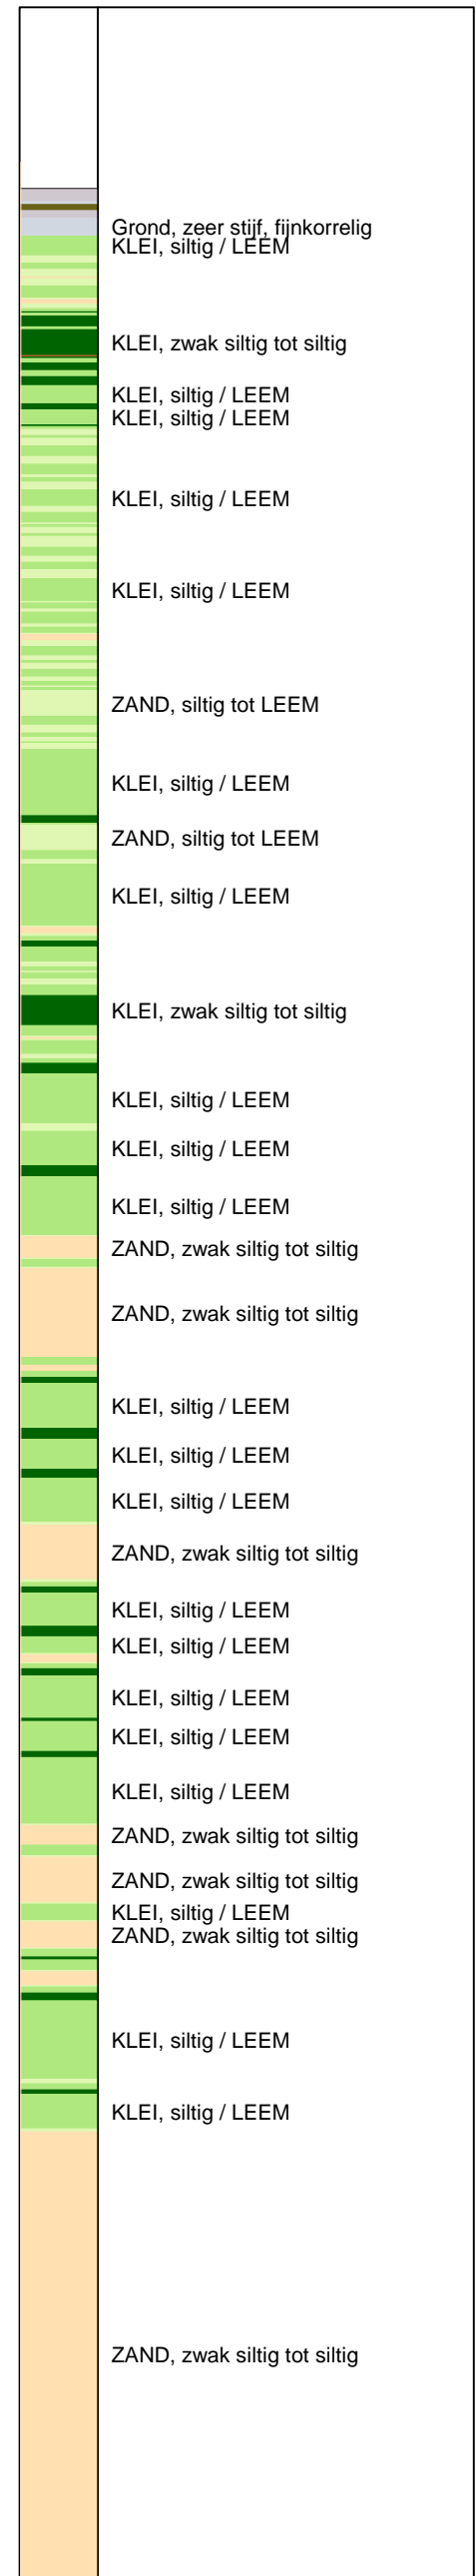 Grond, zeer stijf, fijnkorrelig
KLEI, siltig / LEEM
KLEI, zwak siltig tot siltig
KLEI, siltig / LEEM
KLEI, siltig / LEEM
KLEI, siltig / LEEM
KLEI, siltig / LEEM
ZAND, siltig tot LEEM
KLEI, siltig / LEEM
ZAND, siltig tot LEEM
KLEI, siltig / LEEM
KLEI, zwak siltig tot siltig
KLEI, siltig / LEEM
KLEI, siltig / LEEM
KLEI, siltig / LEEM
ZAND, zwak siltig tot siltig
ZAND, zwak siltig tot siltig
KLEI, siltig / LEEM
KLEI, siltig / LEEM
KLEI, siltig / LEEM
ZAND, zwak siltig tot siltig
KLEI, siltig / LEEM
KLEI, siltig / LEEM
KLEI, siltig / LEEM
KLEI, siltig / LEEM
KLEI, siltig / LEEM
ZAND, zwak siltig tot siltig
ZAND, zwak siltig tot siltig
KLEI, siltig / LEEM
ZAND, zwak siltig tot siltig
KLEI, siltig / LEEM
KLEI, siltig / LEEM
ZAND, zwak siltig tot siltig